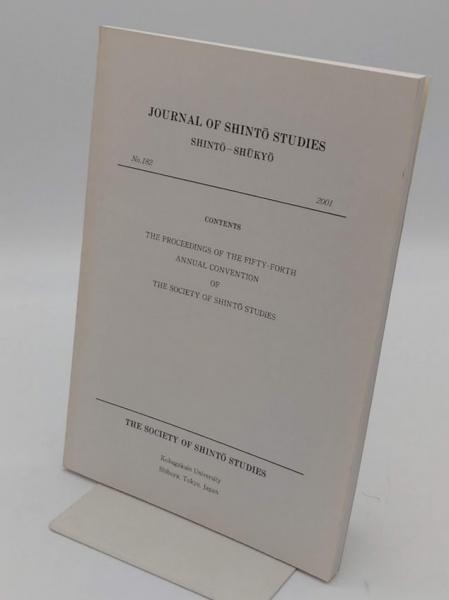 JOURNAL OF SHINTŌ STUDIES
SHINTŌ–SHŪKYŌ
No.182 2001
CONTENTS
THE PROCEEDINGS OF THE FIFTY-FORTH
ANNUAL CONVENTION
OF
THE SOCIETY OF SHINTŌ STUDIES
THE SOCIETY OF SHINTŌ STUDIES
Kokugakuin University
Shibuya, Tokyo, Japan